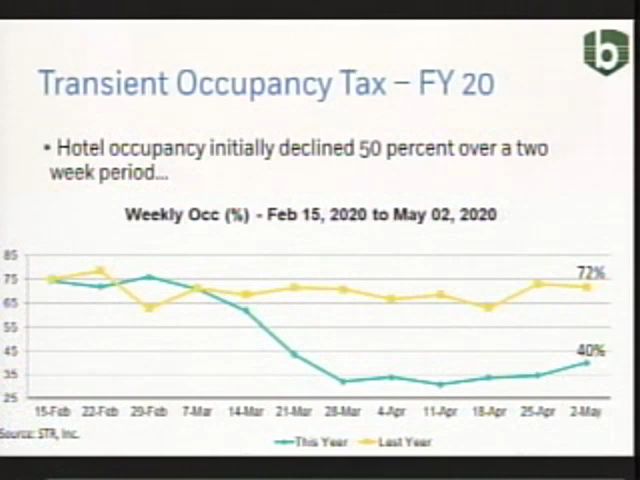 b
Transient Occupancy Tax – FY 20
• Hotel occupancy initially declined 50 percent over a two
week period...
Weekly Occ (%) - Feb 15, 2020 to May 02, 2020
85
75
65
55
45
35
25
72%
40%
15-Feb 22-Feb 29-Feb 7-Mar 14-Mar 21-Mar 28-Mar 4-Apr 11-Apr 18-Apr 25-Apr 2-May
Source: STR, Inc.
This Year Last Year